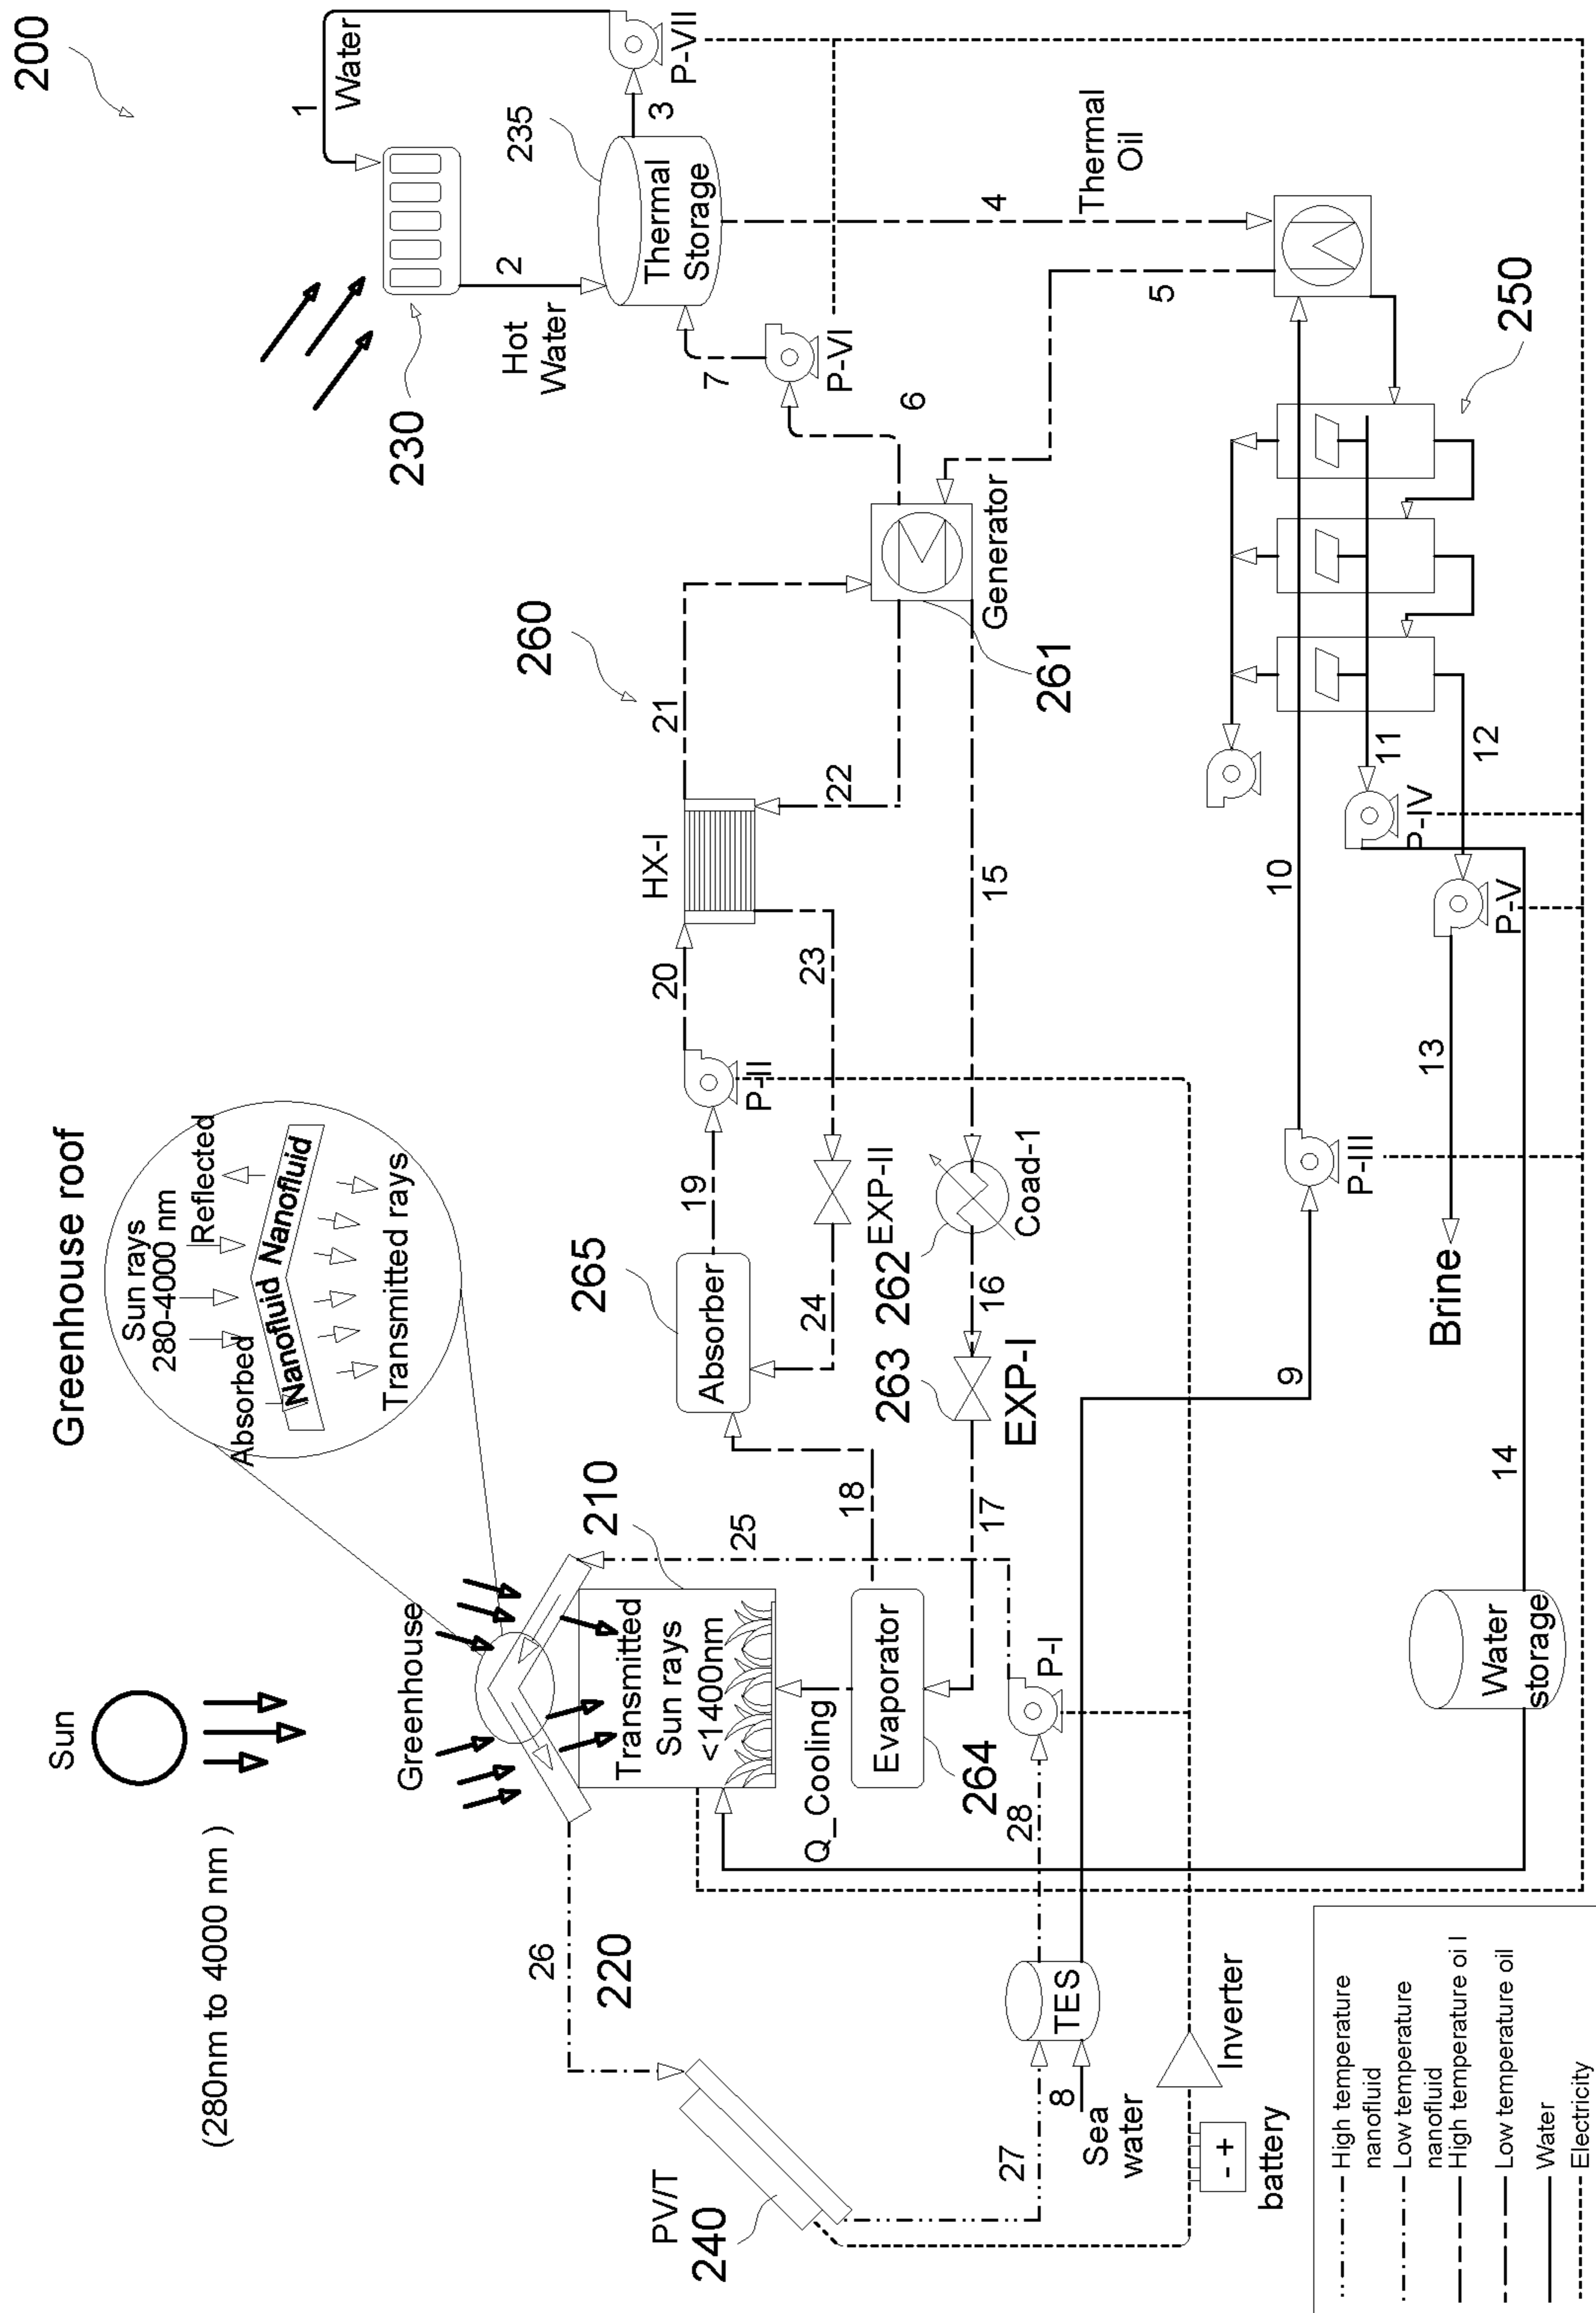 200
Greenhouse roof
Sun rays
280-4000 nm
Reflected
Absorbed
Nanofluid
Nanofluid
Transmitted rays
Sun
(280nm to 4000 nm )
Greenhouse
Transmitted
Sun rays
<1400nm
210
220
26
25
PV/T
240
27
28
TES
8
Sea
water
P-I
Inverter
- +
battery
Q_Cooling
Evaporator
264
18
17
263
EXP-I
16
262
Coad-1
15
265
Absorber
19
24
EXP-II
P-II
20
23
HX-I
22
21
260
Generator
261
5
6
7
P-VI
230
1
Water
2
Hot
Water
Thermal
Storage
235
3
P-VII
4
Thermal
Oil
250
9
P-III
10
11
P-IV
12
P-V
13
Brine
14
Water
storage
High temperature
nanofluid
Low temperature
nanofluid
High temperature oi l
Low temperature oil
Water
Electricity